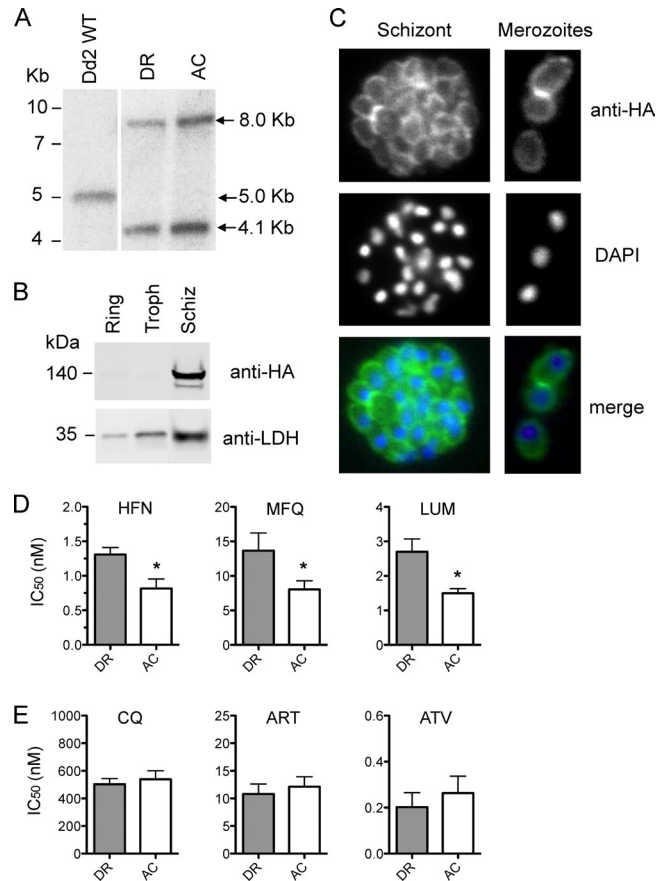 A
Kb
Dd2 WT
DR
AC
10
7
5
4
8.0 Kb
5.0 Kb
4.1 Kb
B
kDa
Ring
Troph
Schiz
140
anti-HA
35
anti-LDH
C
Schizont
Merozoites
anti-HA
DAPI
merge
D
IC50 (nM)
HFN
2.0
1.5
1.0
0.5
0.0
*
DR
AC
MFQ
20
15
10
5
0
*
DR
AC
LUM
4
3
2
1
0
*
DR
AC
E
IC50 (nM)
CQ
1000
800
600
400
200
0
DR
AC
ART
25
20
15
10
5
0
DR
AC
ATV
0.6
0.4
0.2
0.0
DR
AC